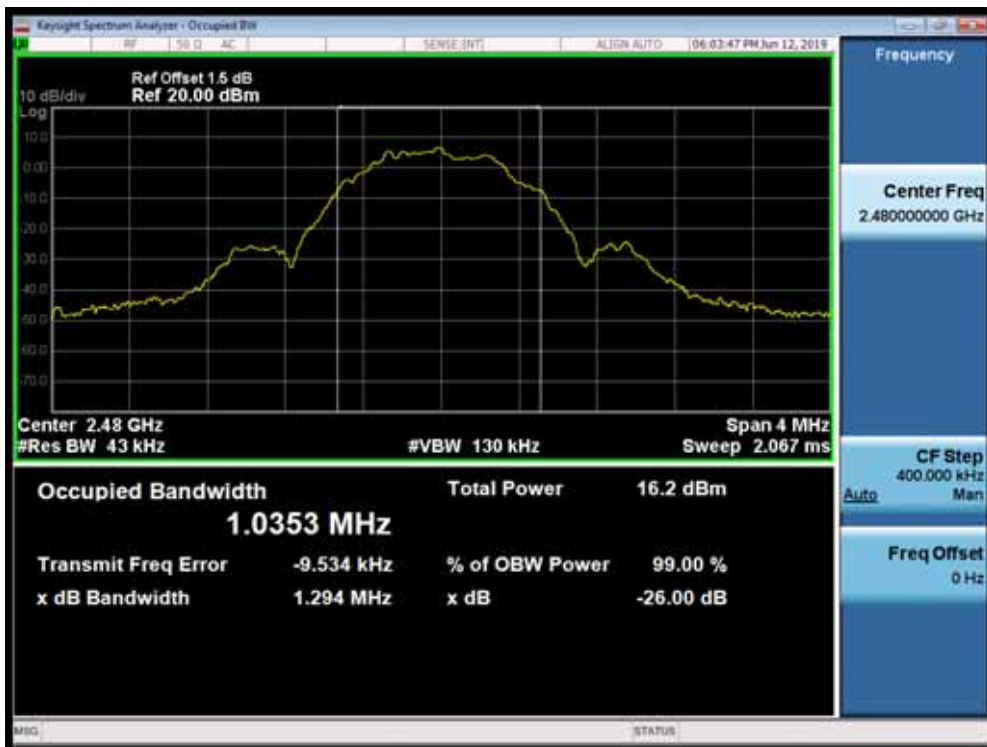 Keysight Spectrum Analyzer - Occupied BW
RF 50 Ω AC SENSE:INT ALIGN AUTO 06:03:47 PM Jun 12, 2019
Frequency
Ref Offset 1.5 dB
10 dB/div Ref 20.00 dBm
Log
10.0
0.00
-10.0
-20.0
-30.0
-40.0
-50.0
-60.0
-70.0
Center 2.48 GHz Span 4 MHz
#Res BW 43 kHz #VBW 130 kHz Sweep 2.067 ms
Occupied Bandwidth Total Power 16.2 dBm
1.0353 MHz
Transmit Freq Error -9.534 kHz % of OBW Power 99.00 %
x dB Bandwidth 1.294 MHz x dB -26.00 dB
Center Freq
2.480000000 GHz
CF Step
400.000 kHz
Auto Man
Freq Offset
0 Hz
MSG STATUS